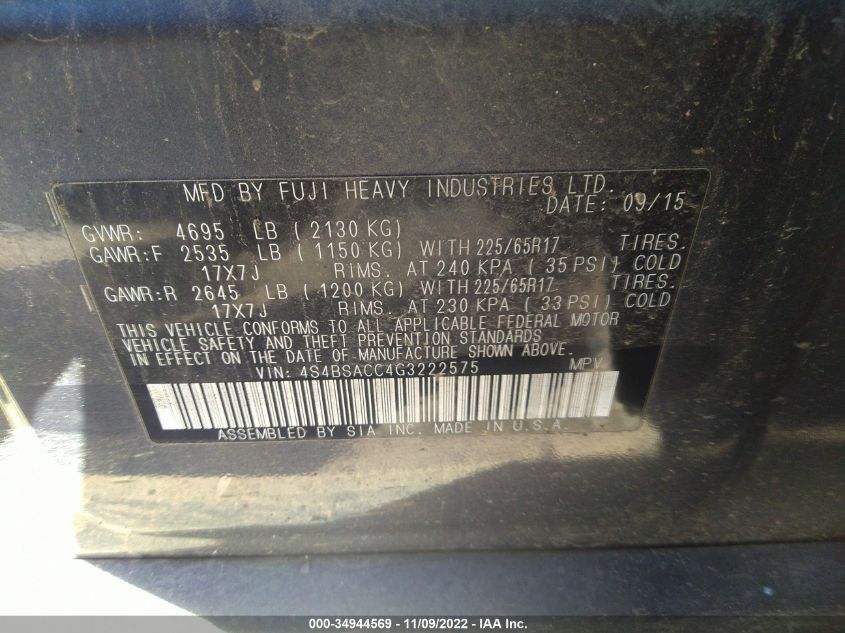 MFD BY FUJI HEAVY INDUSTRIES LTD.
DATE: 09/15
GVWR: 4695 LB ( 2130 KG)
GAWR:F 2535 LB ( 1150 KG) WITH 225/65R17 TIRES.
17X7J RIMS. AT 240 KPA ( 35 PSI) COLD
GAWR:R 2645 LB ( 1200 KG) WITH 225/65R17 TIRES.
17X7J RIMS. AT 230 KPA ( 33 PSI) COLD
THIS VEHICLE CONFORMS TO ALL APPLICABLE FEDERAL MOTOR
VEHICLE SAFETY AND THEFT PREVENTION STANDARDS
IN EFFECT ON THE DATE OF MANUFACTURE SHOWN ABOVE.
VIN: 4S4BSACC4G3222575 MPV
ASSEMBLED BY SIA INC. MADE IN U.S.A.
000-34944569 - 11/09/2022 - IAA Inc.